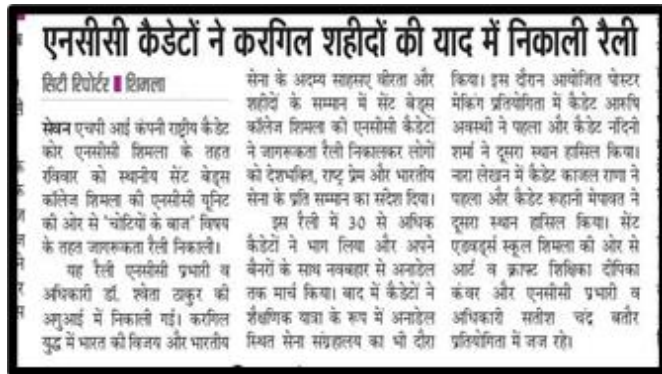 एनसीसी कैडेटों ने करगिल शहीदों की याद में निकाली रैली
सिटी रिपोर्टर शिमला
सेवन एचपी आई कंपनी राष्ट्रीय कैडेट
कोर एनसीसी शिमला के तहत
रविवार को स्थानीय सेंट बेड्स
कॉलेज शिमला की एनसीसी यूनिट
की ओर से 'चोटियों के बाज' विषय
के तहत जागरूकता रैली निकाली।
यह रैली एनसीसी प्रभारी व
अधिकारी डॉ. श्वेता ठाकुर की
अगुआई में निकाली गई। करगिल
युद्ध में भारत की विजय और भारतीय
सेना के अदम्य साहसए वीरता और
शहीदों के सम्मान में सेंट बेड्स
कॉलेज शिमला की एनसीसी कैडेटों
ने जागरूकता रैली निकालकर लोगों
को देशभक्ति, राष्ट्र प्रेम और भारतीय
सेना के प्रति सम्मान का संदेश दिया।
इस रैली में 30 से अधिक
कैडेटों ने भाग लिया और अपने
बैनरों के साथ नवबहार से अनाडेल
तक मार्च किया। बाद में कैडेटों ने
शैक्षणिक यात्रा के रूप में अनाडेल
स्थित सेना संग्रहालय का भी दौरा
किया। इस दौरान आयोजित पोस्टर
मेकिंग प्रतियोगिता में कैडेट आरुषि
अवस्थी ने पहला और कैडेट नंदिनी
शर्मा ने दूसरा स्थान हासिल किया।
नारा लेखन में कैडेट काजल राणा ने
पहला और कैडेट रूहानी मेपावत ने
दूसरा स्थान हासिल किया। सेंट
एडवर्ड्स स्कूल शिमला की ओर से
आर्ट व क्राफ्ट शिक्षिका दीपिका
कंवर और एनसीसी प्रभारी व
अधिकारी सतीश चंद्र बतौर
प्रतियोगिता में जज रहे।